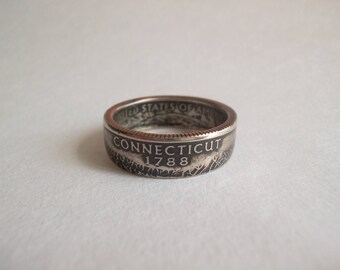 STATES OF A
CONNECTICUT
1788